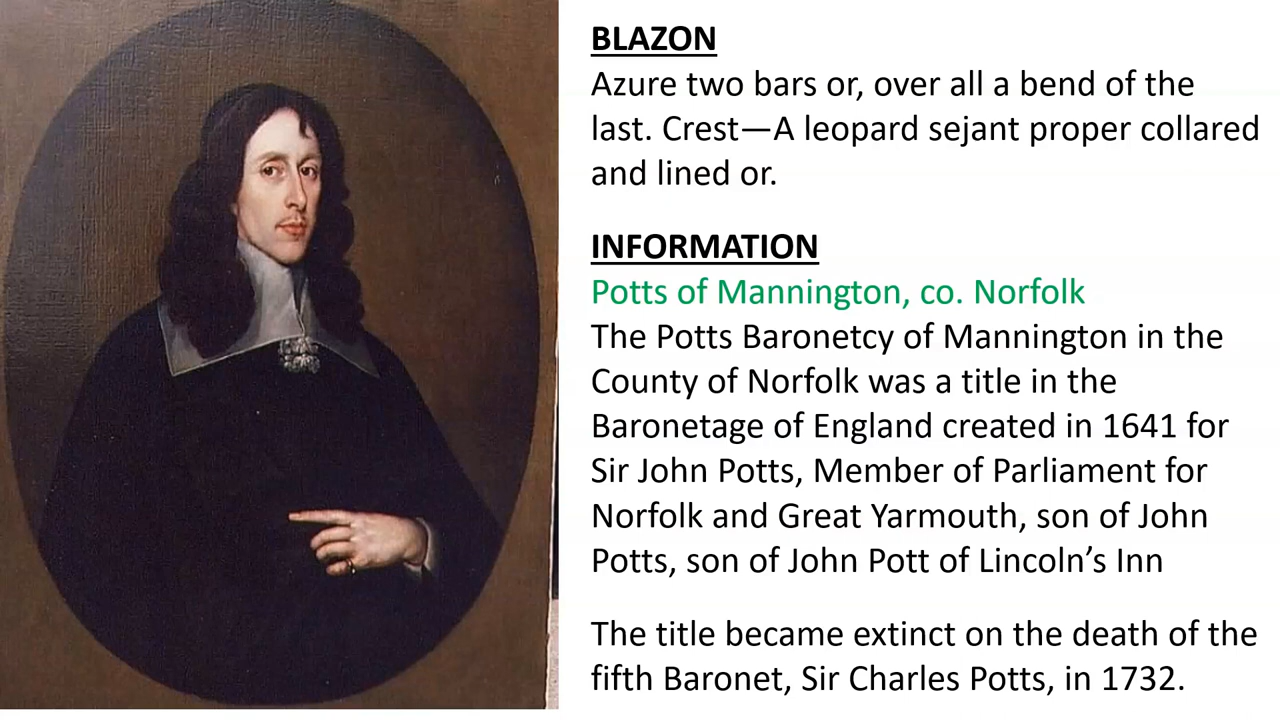 BLAZON
Azure two bars or, over all a bend of the
last. Crest—A leopard sejant proper collared
and lined or.
INFORMATION
Potts of Mannington, co. Norfolk
The Potts Baronetcy of Mannington in the
County of Norfolk was a title in the
Baronetage of England created in 1641 for
Sir John Potts, Member of Parliament for
Norfolk and Great Yarmouth, son of John
Potts, son of John Pott of Lincoln’s Inn
The title became extinct on the death of the
fifth Baronet, Sir Charles Potts, in 1732.